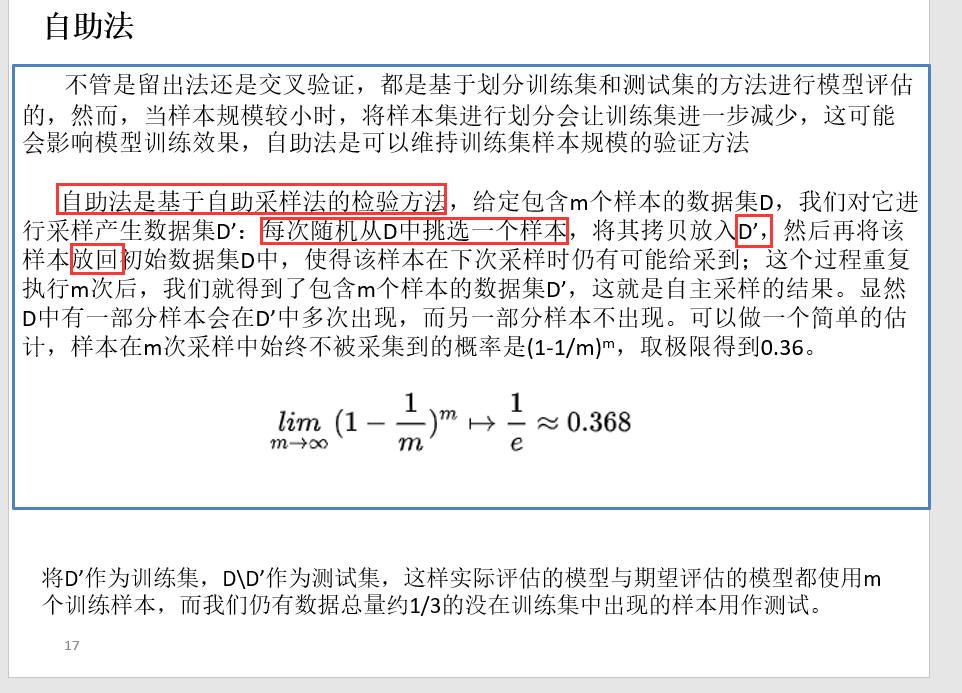 自助法
不管是留出法还是交叉验证，都是基于划分训练集和测试集的方法进行模型评估
的，然而，当样本规模较小时，将样本集进行划分会让训练集进一步减少，这可能
会影响模型训练效果，自助法是可以维持训练集样本规模的验证方法
自助法是基于自助采样法的检验方法，给定包含m个样本的数据集D，我们对它进
行采样产生数据集D’：每次随机从D中挑选一个样本，将其拷贝放入D’，然后再将该
样本放回初始数据集D中，使得该样本在下次采样时仍有可能给采到；这个过程重复
执行m次后，我们就得到了包含m个样本的数据集D’，这就是自主采样的结果。显然
D中有一部分样本会在D’中多次出现，而另一部分样本不出现。可以做一个简单的估
计，样本在m次采样中始终不被采集到的概率是(1-1/m)ᵐ，取极限得到0.36。
lim m→∞ (1 − 1/m)ᵐ ↦ 1/e ≈ 0.368
将D’作为训练集，D\D’作为测试集，这样实际评估的模型与期望评估的模型都使用m
个训练样本，而我们仍有数据总量约1/3的没在训练集中出现的样本用作测试。
17